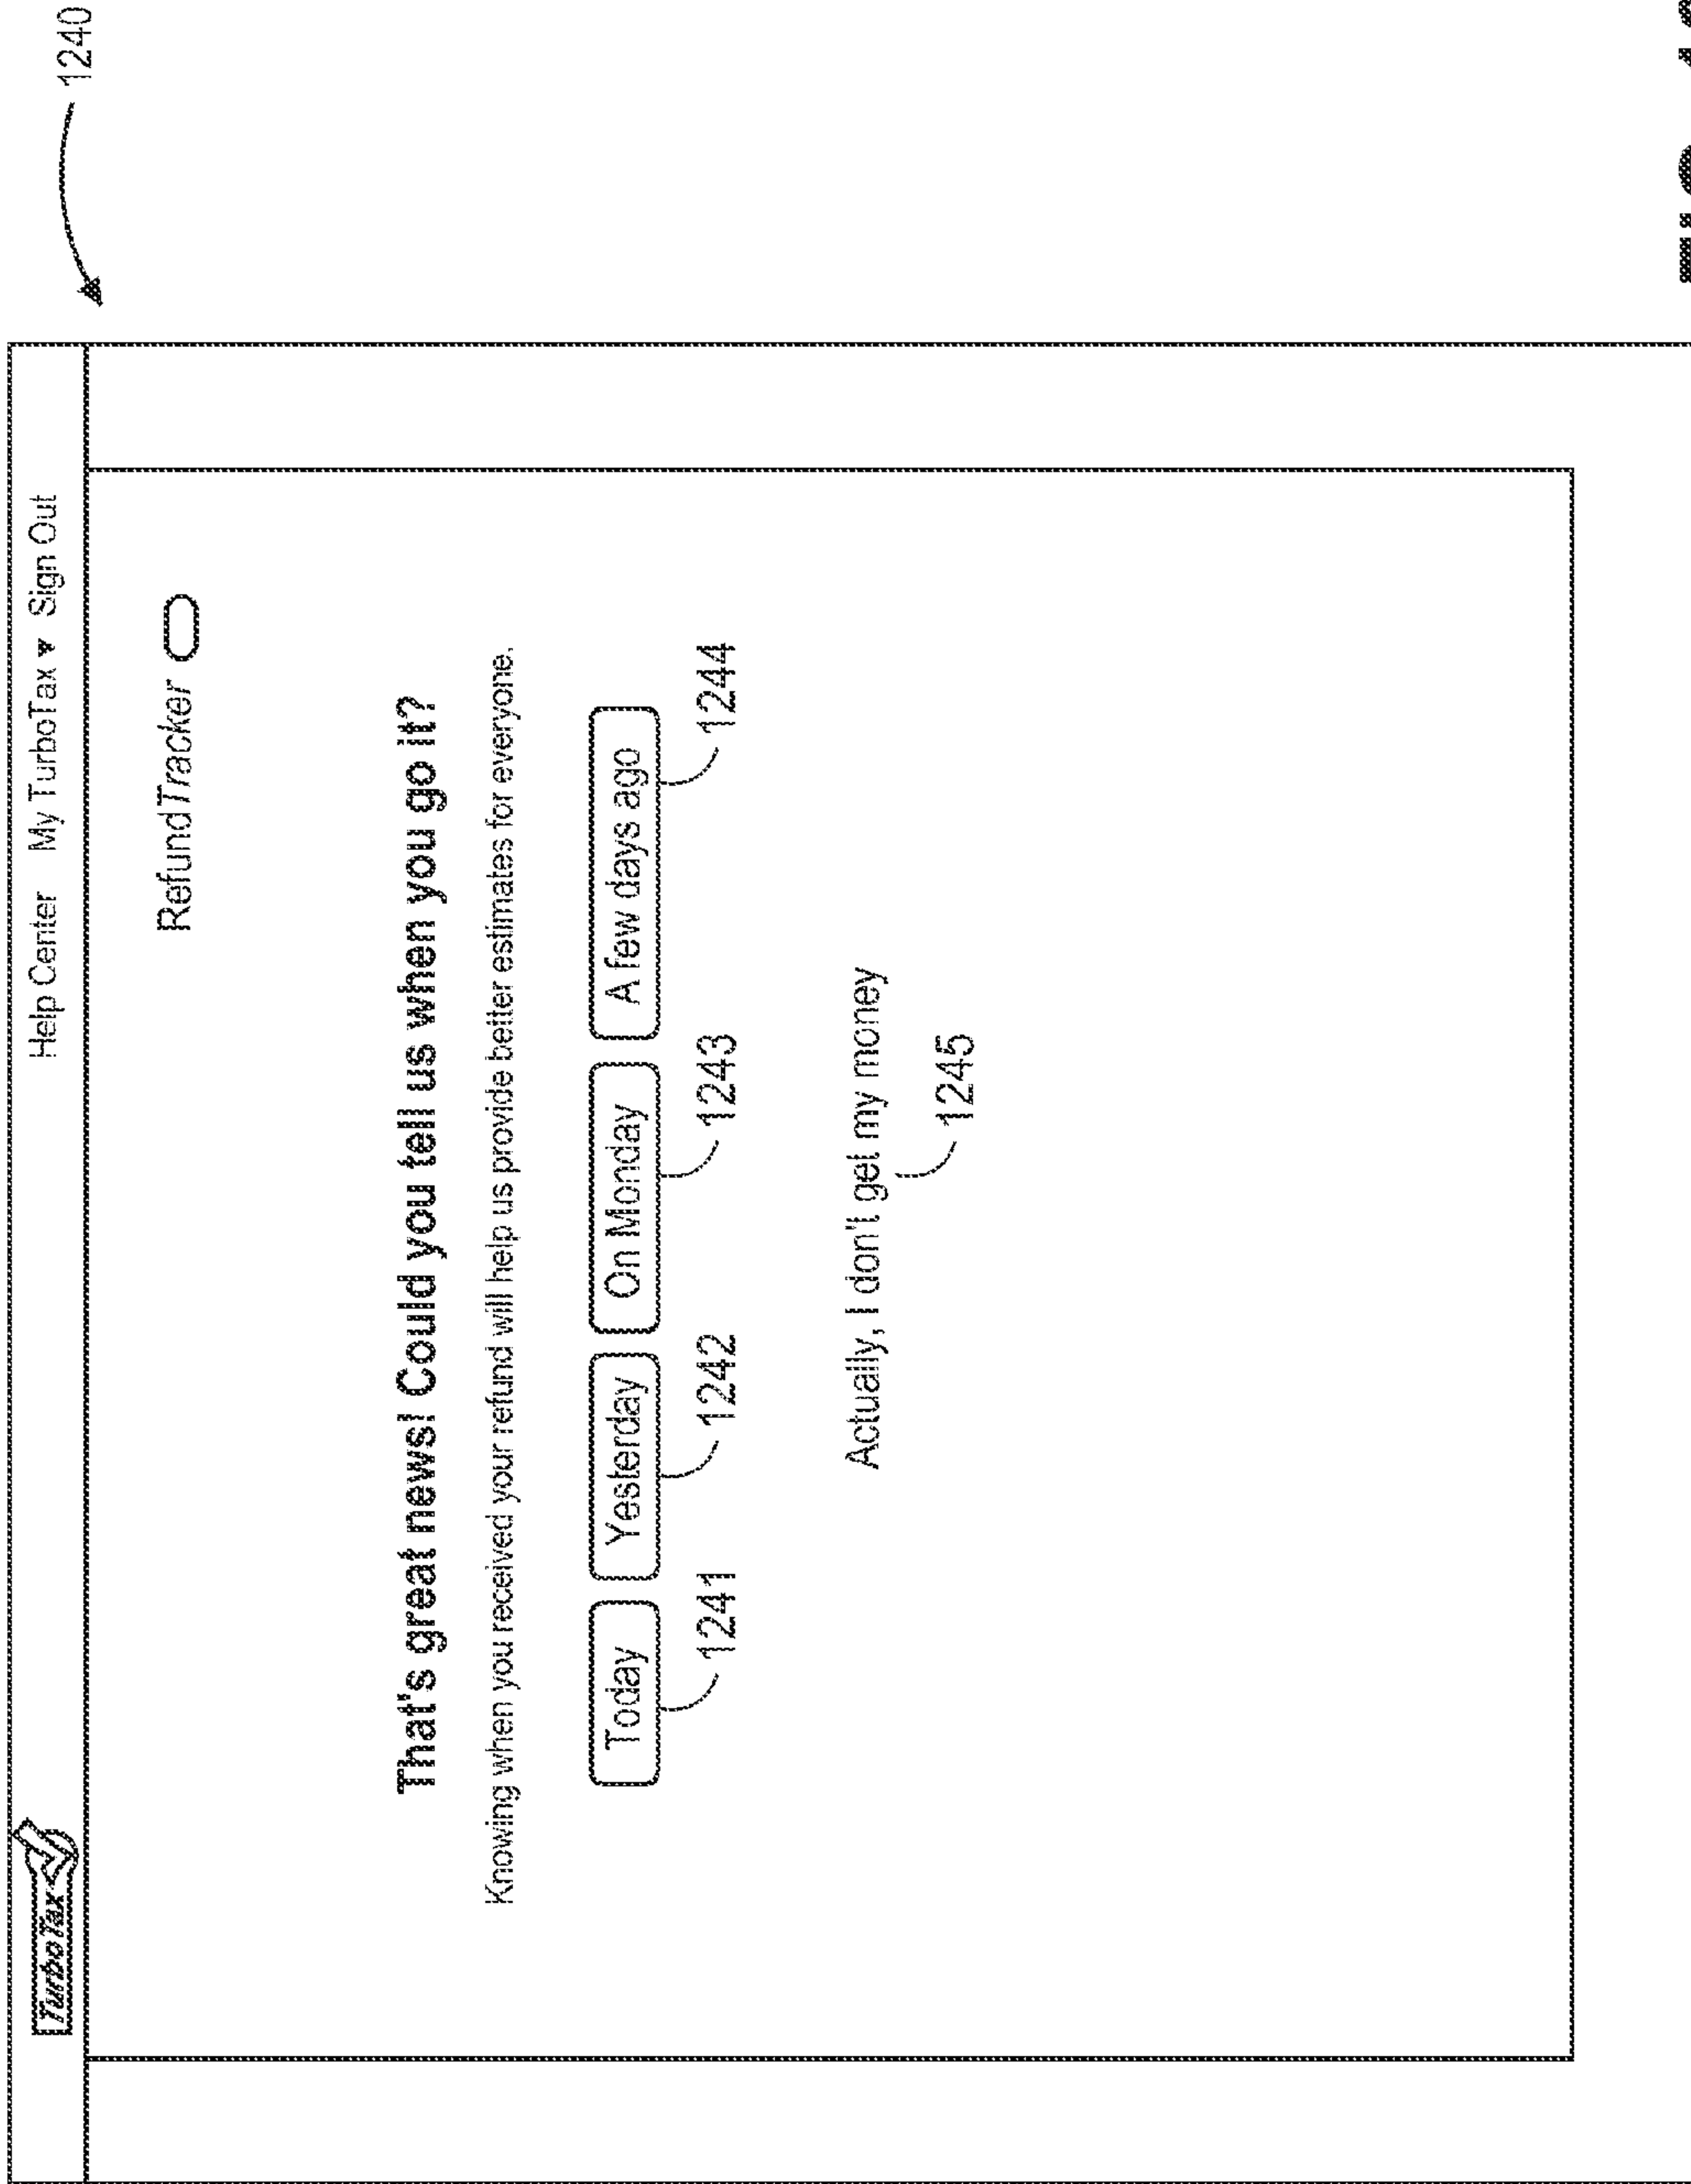 1240
TurboTax
Help Center My TurboTax ▾ Sign Out
RefundTracker
That's great news! Could you tell us when you go it?
Knowing when you received your refund will help us provide better estimates for everyone.
Today Yesterday On Monday A few days ago
1241 1242 1243 1244
Actually, I don't get my money
1245